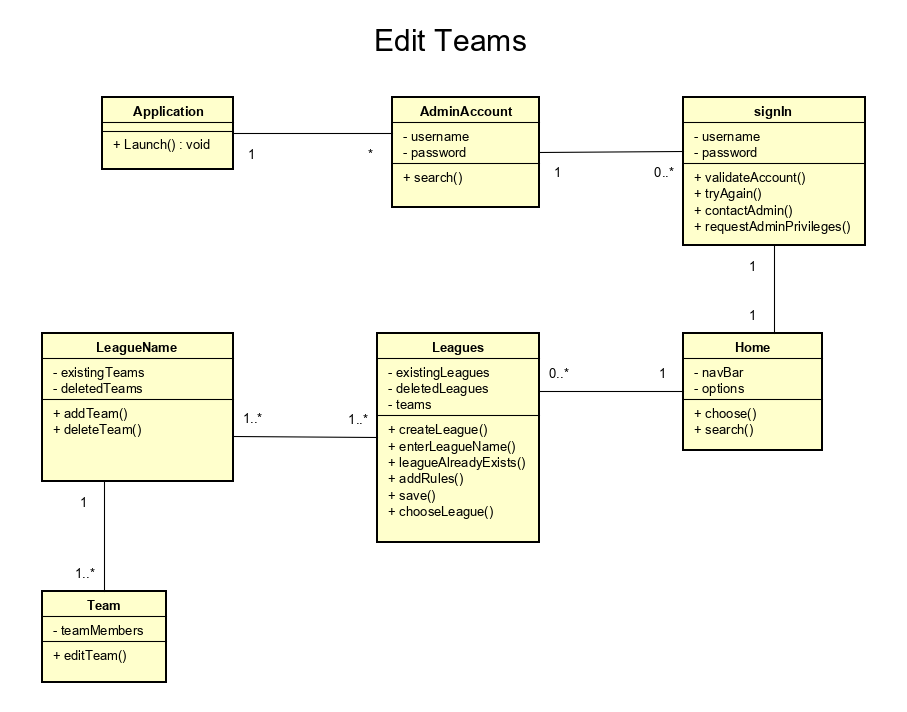 Edit Teams
Application
+ Launch() : void
1
*
AdminAccount
- username
- password
+ search()
1
0..*
signIn
- username
- password
+ validateAccount()
+ tryAgain()
+ contactAdmin()
+ requestAdminPrivileges()
1
1
LeagueName
- existingTeams
- deletedTeams
+ addTeam()
+ deleteTeam()
1..*
1..*
Leagues
- existingLeagues
- deletedLeagues
- teams
+ createLeague()
+ enterLeagueName()
+ leagueAlreadyExists()
+ addRules()
+ save()
+ chooseLeague()
0..*
1
Home
- navBar
- options
+ choose()
+ search()
1
1..*
Team
- teamMembers
+ editTeam()